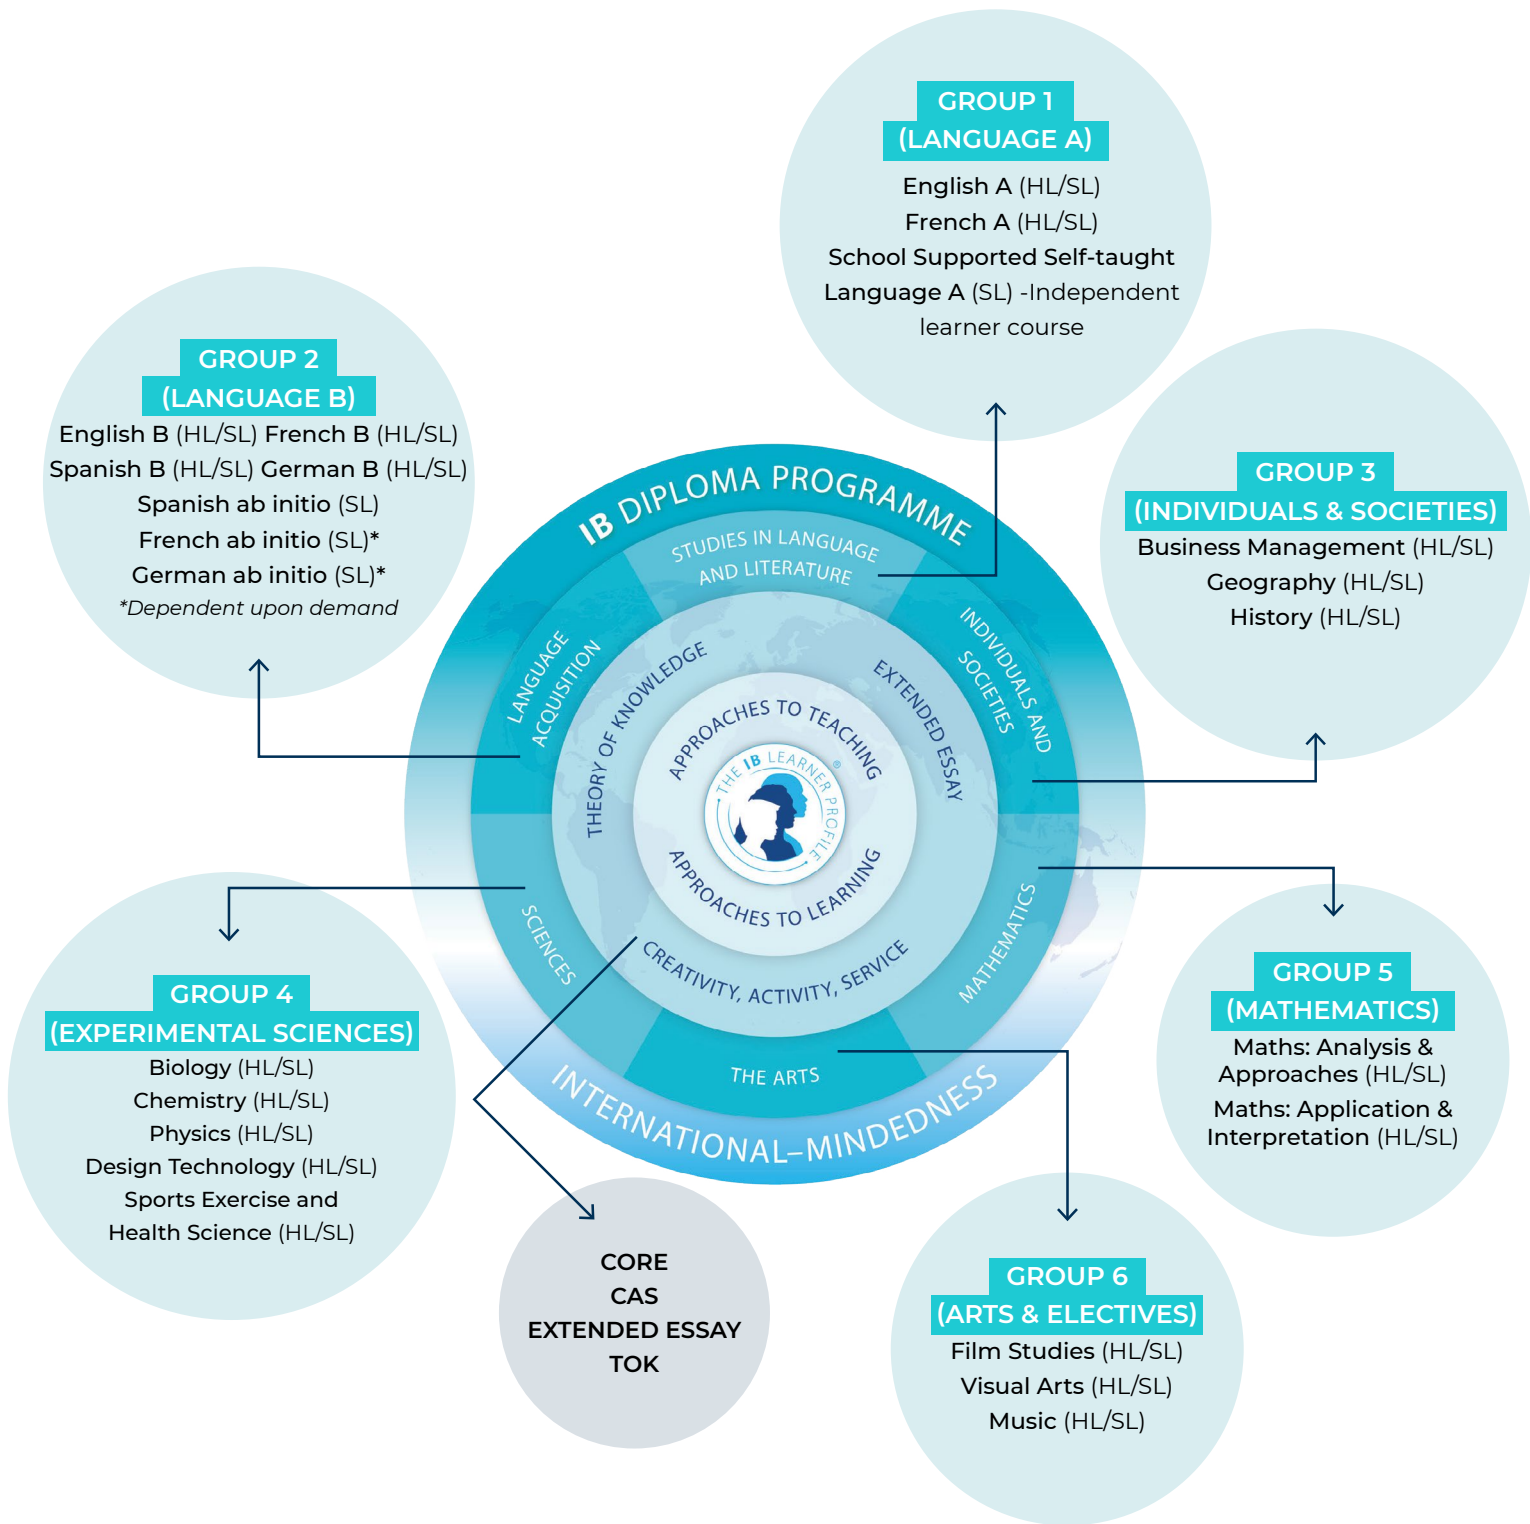 GROUP 1
(LANGUAGE A)
English A (HL/SL)
French A (HL/SL)
School Supported Self-taught
Language A (SL) -Independent
learner course
GROUP 2
(LANGUAGE B)
English B (HL/SL) French B (HL/SL)
Spanish B (HL/SL) German B (HL/SL)
Spanish ab initio (SL)
French ab initio (SL)*
German ab initio (SL)*
*Dependent upon demand
GROUP 3
(INDIVIDUALS & SOCIETIES)
Business Management (HL/SL)
Geography (HL/SL)
History (HL/SL)
IB DIPLOMA PROGRAMME
STUDIES IN LANGUAGE
AND LITERATURE
LANGUAGE
ACQUISITION
INDIVIDUALS AND
SOCIETIES
THEORY OF KNOWLEDGE
EXTENDED ESSAY
APPROACHES TO TEACHING
THE IB LEARNER PROFILE ®
APPROACHES TO LEARNING
CREATIVITY, ACTIVITY, SERVICE
SCIENCES
MATHEMATICS
THE ARTS
INTERNATIONAL–MINDEDNESS
GROUP 4
(EXPERIMENTAL SCIENCES)
Biology (HL/SL)
Chemistry (HL/SL)
Physics (HL/SL)
Design Technology (HL/SL)
Sports Exercise and
Health Science (HL/SL)
GROUP 5
(MATHEMATICS)
Maths: Analysis &
Approaches (HL/SL)
Maths: Application &
Interpretation (HL/SL)
CORE
CAS
EXTENDED ESSAY
TOK
GROUP 6
(ARTS & ELECTIVES)
Film Studies (HL/SL)
Visual Arts (HL/SL)
Music (HL/SL)